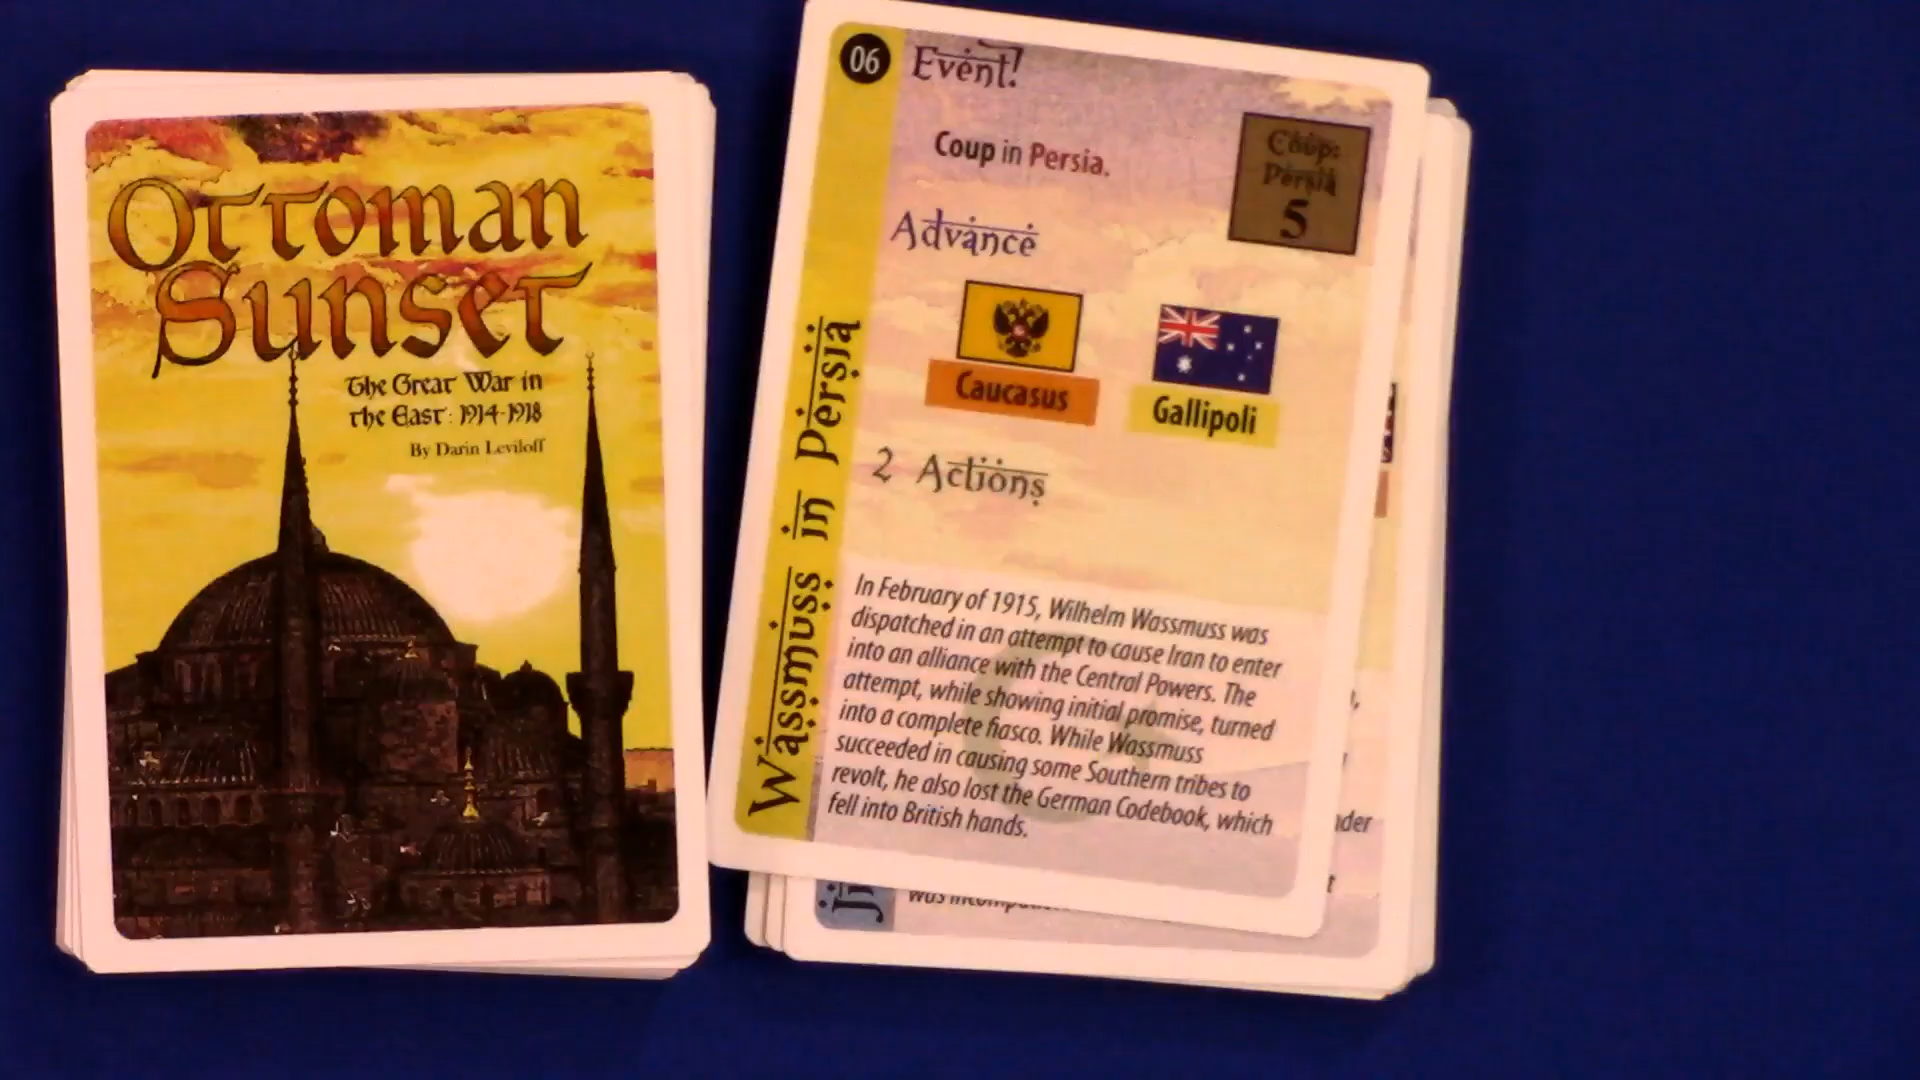 Ottoman
Sunset
The Great War in
the East: 1914-1918
By Darin Leviloff
06
Event!
Coup in Persia.
Coup:
Persia
5
Advance
Caucasus
Gallipoli
2 Actions
Wassmuss in Persia
In February of 1915, Wilhelm Wassmuss was
dispatched in an attempt to cause Iran to enter
into an alliance with the Central Powers. The
attempt, while showing initial promise, turned
into a complete fiasco. While Wassmuss
succeeded in causing some Southern tribes to
revolt, he also lost the German Codebook, which
fell into British hands.
was